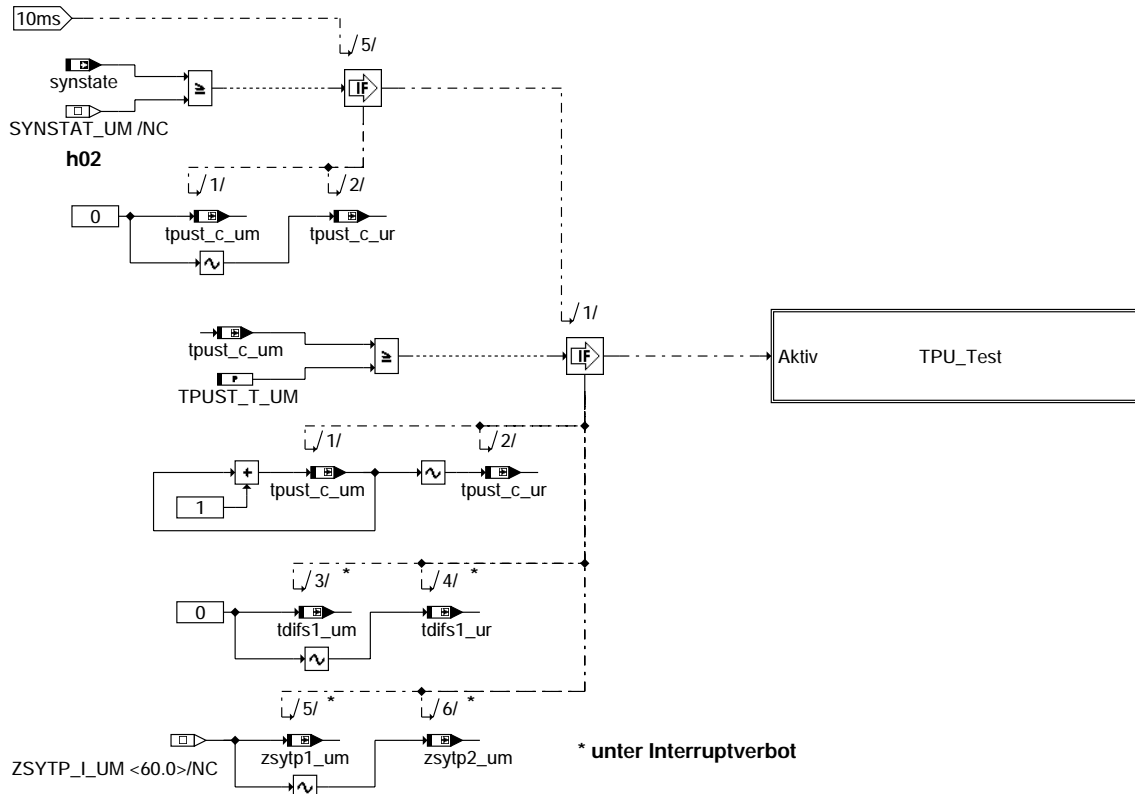 10ms
/5/
synstate
≥
IF
SYNSTAT_UM /NC
h02
/1/
/2/
0
tpust_c_um
tpust_c_ur
~
/1/
tpust_c_um
≥
IF
Aktiv
TPU_Test
P
TPUST_T_UM
/1/
/2/
+
tpust_c_um
~
tpust_c_ur
1
/3/ *
/4/ *
0
tdifs1_um
tdifs1_ur
~
/5/ *
/6/ *
zsytp1_um
zsytp2_um
* unter Interruptverbot
ZSYTP_I_UM <60.0>/NC
~